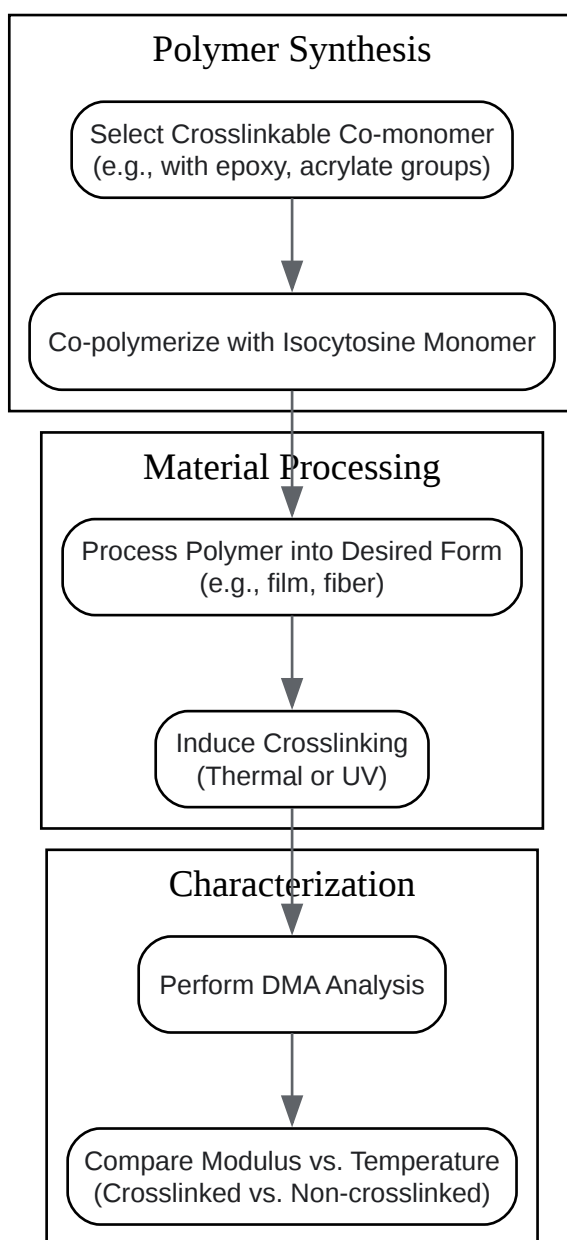 Polymer Synthesis
Select Crosslinkable Co-monomer
(e.g., with epoxy, acrylate groups)
Co-polymerize with Isocytosine Monomer
Material Processing
Process Polymer into Desired Form
(e.g., film, fiber)
Induce Crosslinking
(Thermal or UV)
Characterization
Perform DMA Analysis
Compare Modulus vs. Temperature
(Crosslinked vs. Non-crosslinked)